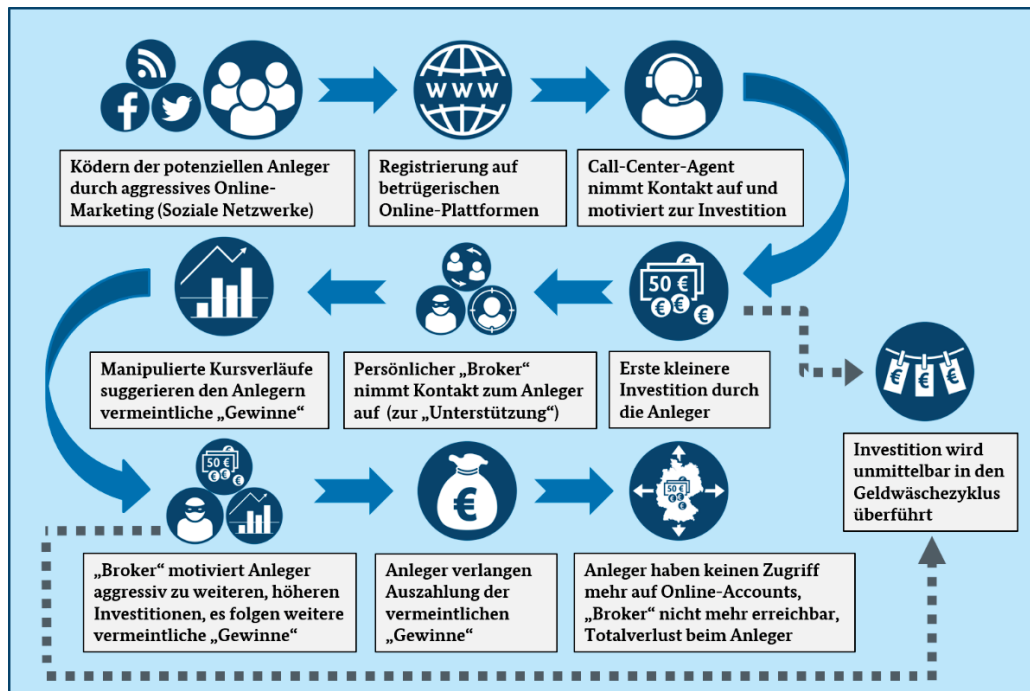 WWW
Ködern der potenziellen Anleger
durch aggressives Online-
Marketing (Soziale Netzwerke)
Registrierung auf
betrügerischen
Online-Plattformen
Call-Center-Agent
nimmt Kontakt auf und
motiviert zur Investition
50 €
€ € €
Manipulierte Kursverläufe
suggerieren den Anlegern
vermeintliche „Gewinne“
Persönlicher „Broker“
nimmt Kontakt zum Anleger
auf (zur „Unterstützung“)
Erste kleinere
Investition durch
die Anleger
€ € €
Investition wird
unmittelbar in den
Geldwäschezyklus
überführt
50 €
€ € €
€
50 €
€ € €
„Broker“ motiviert Anleger
aggressiv zu weiteren, höheren
Investitionen, es folgen weitere
vermeintliche „Gewinne“
Anleger verlangen
Auszahlung der
vermeintlichen
„Gewinne“
Anleger haben keinen Zugriff
mehr auf Online-Accounts,
„Broker“ nicht mehr erreichbar,
Totalverlust beim Anleger